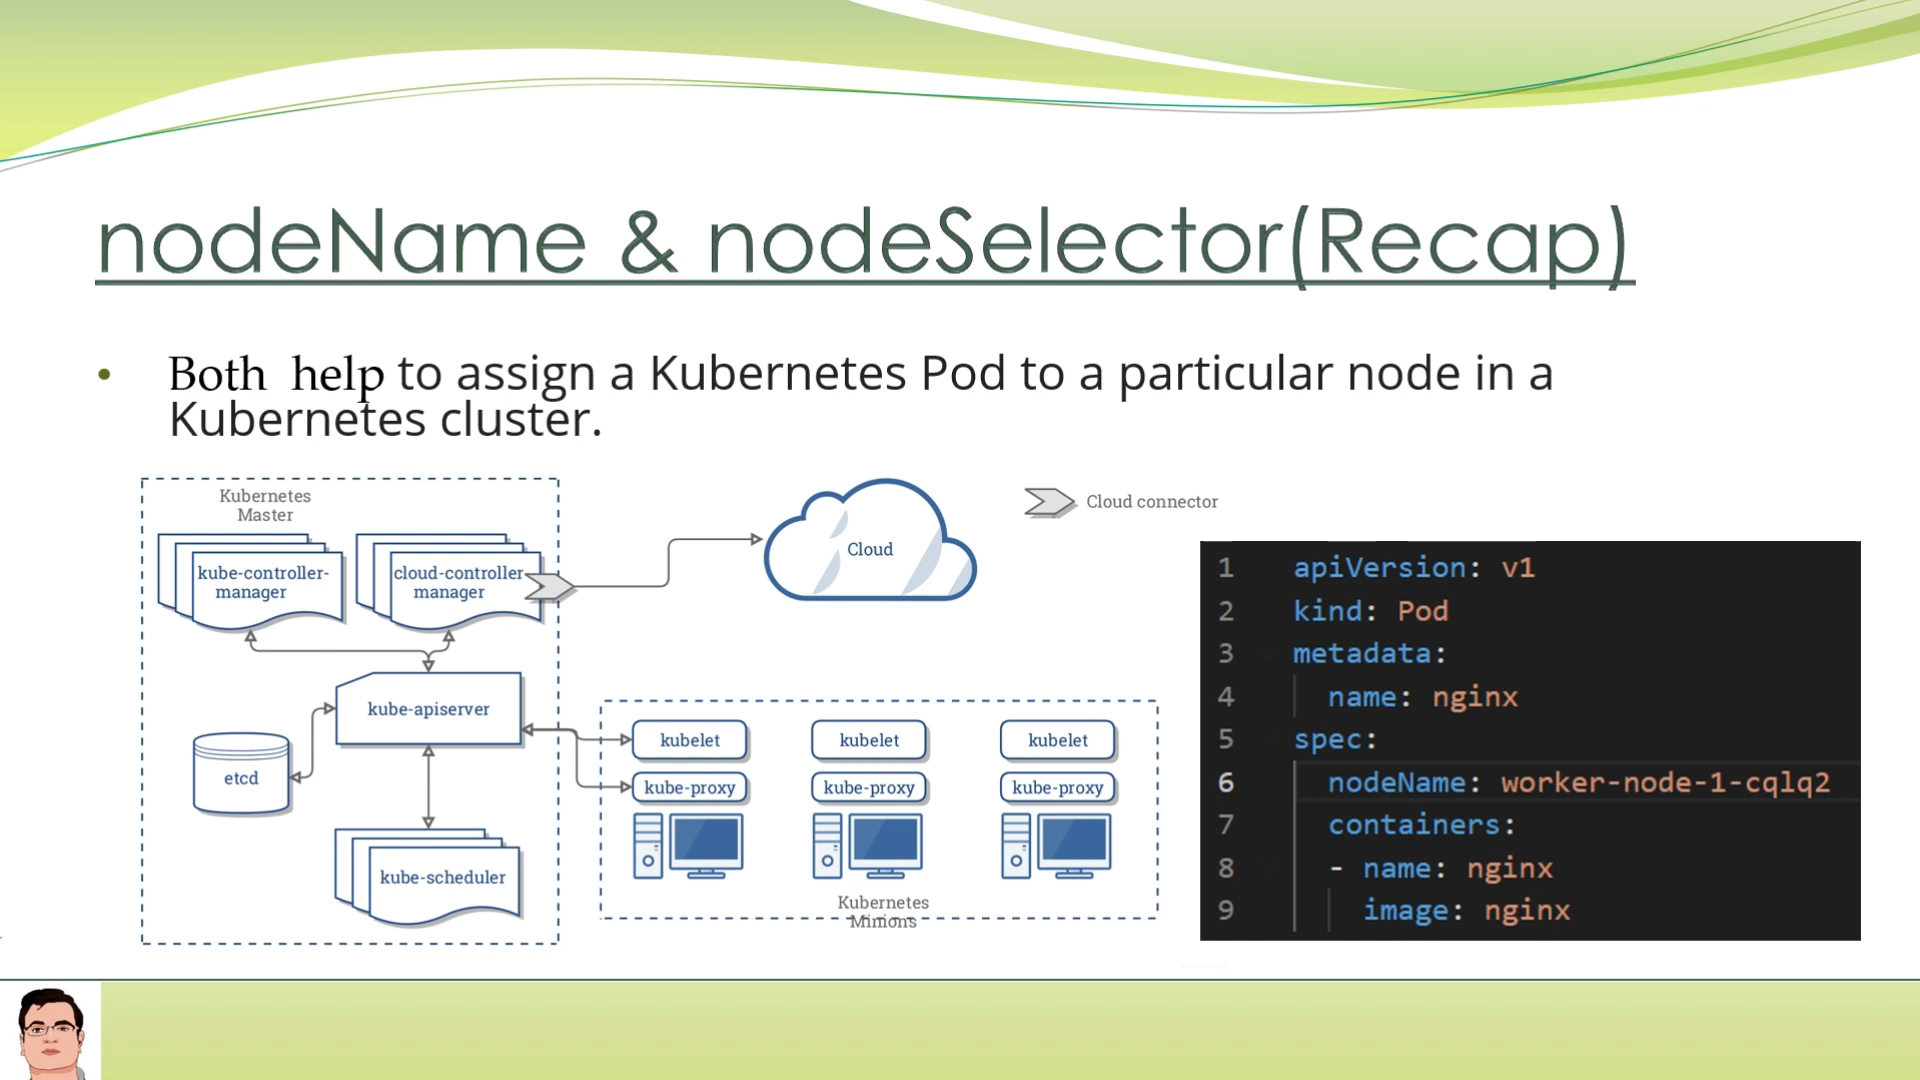 nodeName & nodeSelector(Recap)
• Both help to assign a Kubernetes Pod to a particular node in a
Kubernetes cluster.
Kubernetes
Master
kube-controller-
manager
cloud-controller
manager
Cloud
Cloud connector
kube-apiserver
etcd
kube-scheduler
kubelet
kubelet
kubelet
kube-proxy
kube-proxy
kube-proxy
Kubernetes
Minions
1 apiVersion: v1
2 kind: Pod
3 metadata:
4   name: nginx
5 spec:
6   nodeName: worker-node-1-cqlq2
7   containers:
8   - name: nginx
9     image: nginx